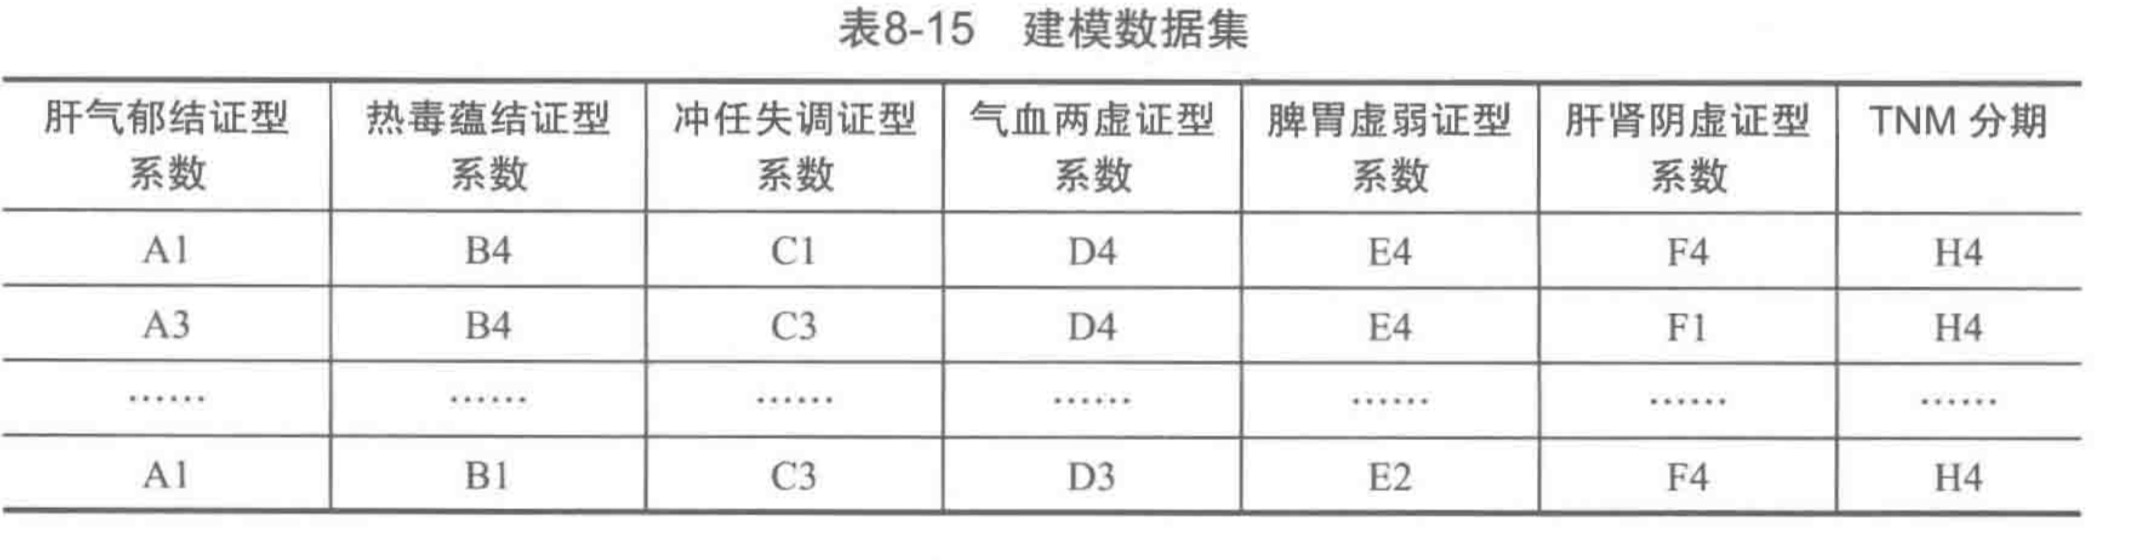 表8-15 建模数据集
肝气郁结证型 热毒蕴结证型 冲任失调证型 气血两虚证型 脾胃虚弱证型 肝肾阴虚证型 TNM 分期
系数 系数 系数 系数 系数 系数
A1 B4 C1 D4 E4 F4 H4
A3 B4 C3 D4 E4 F1 H4
…… …… …… …… …… …… ……
A1 B1 C3 D3 E2 F4 H4